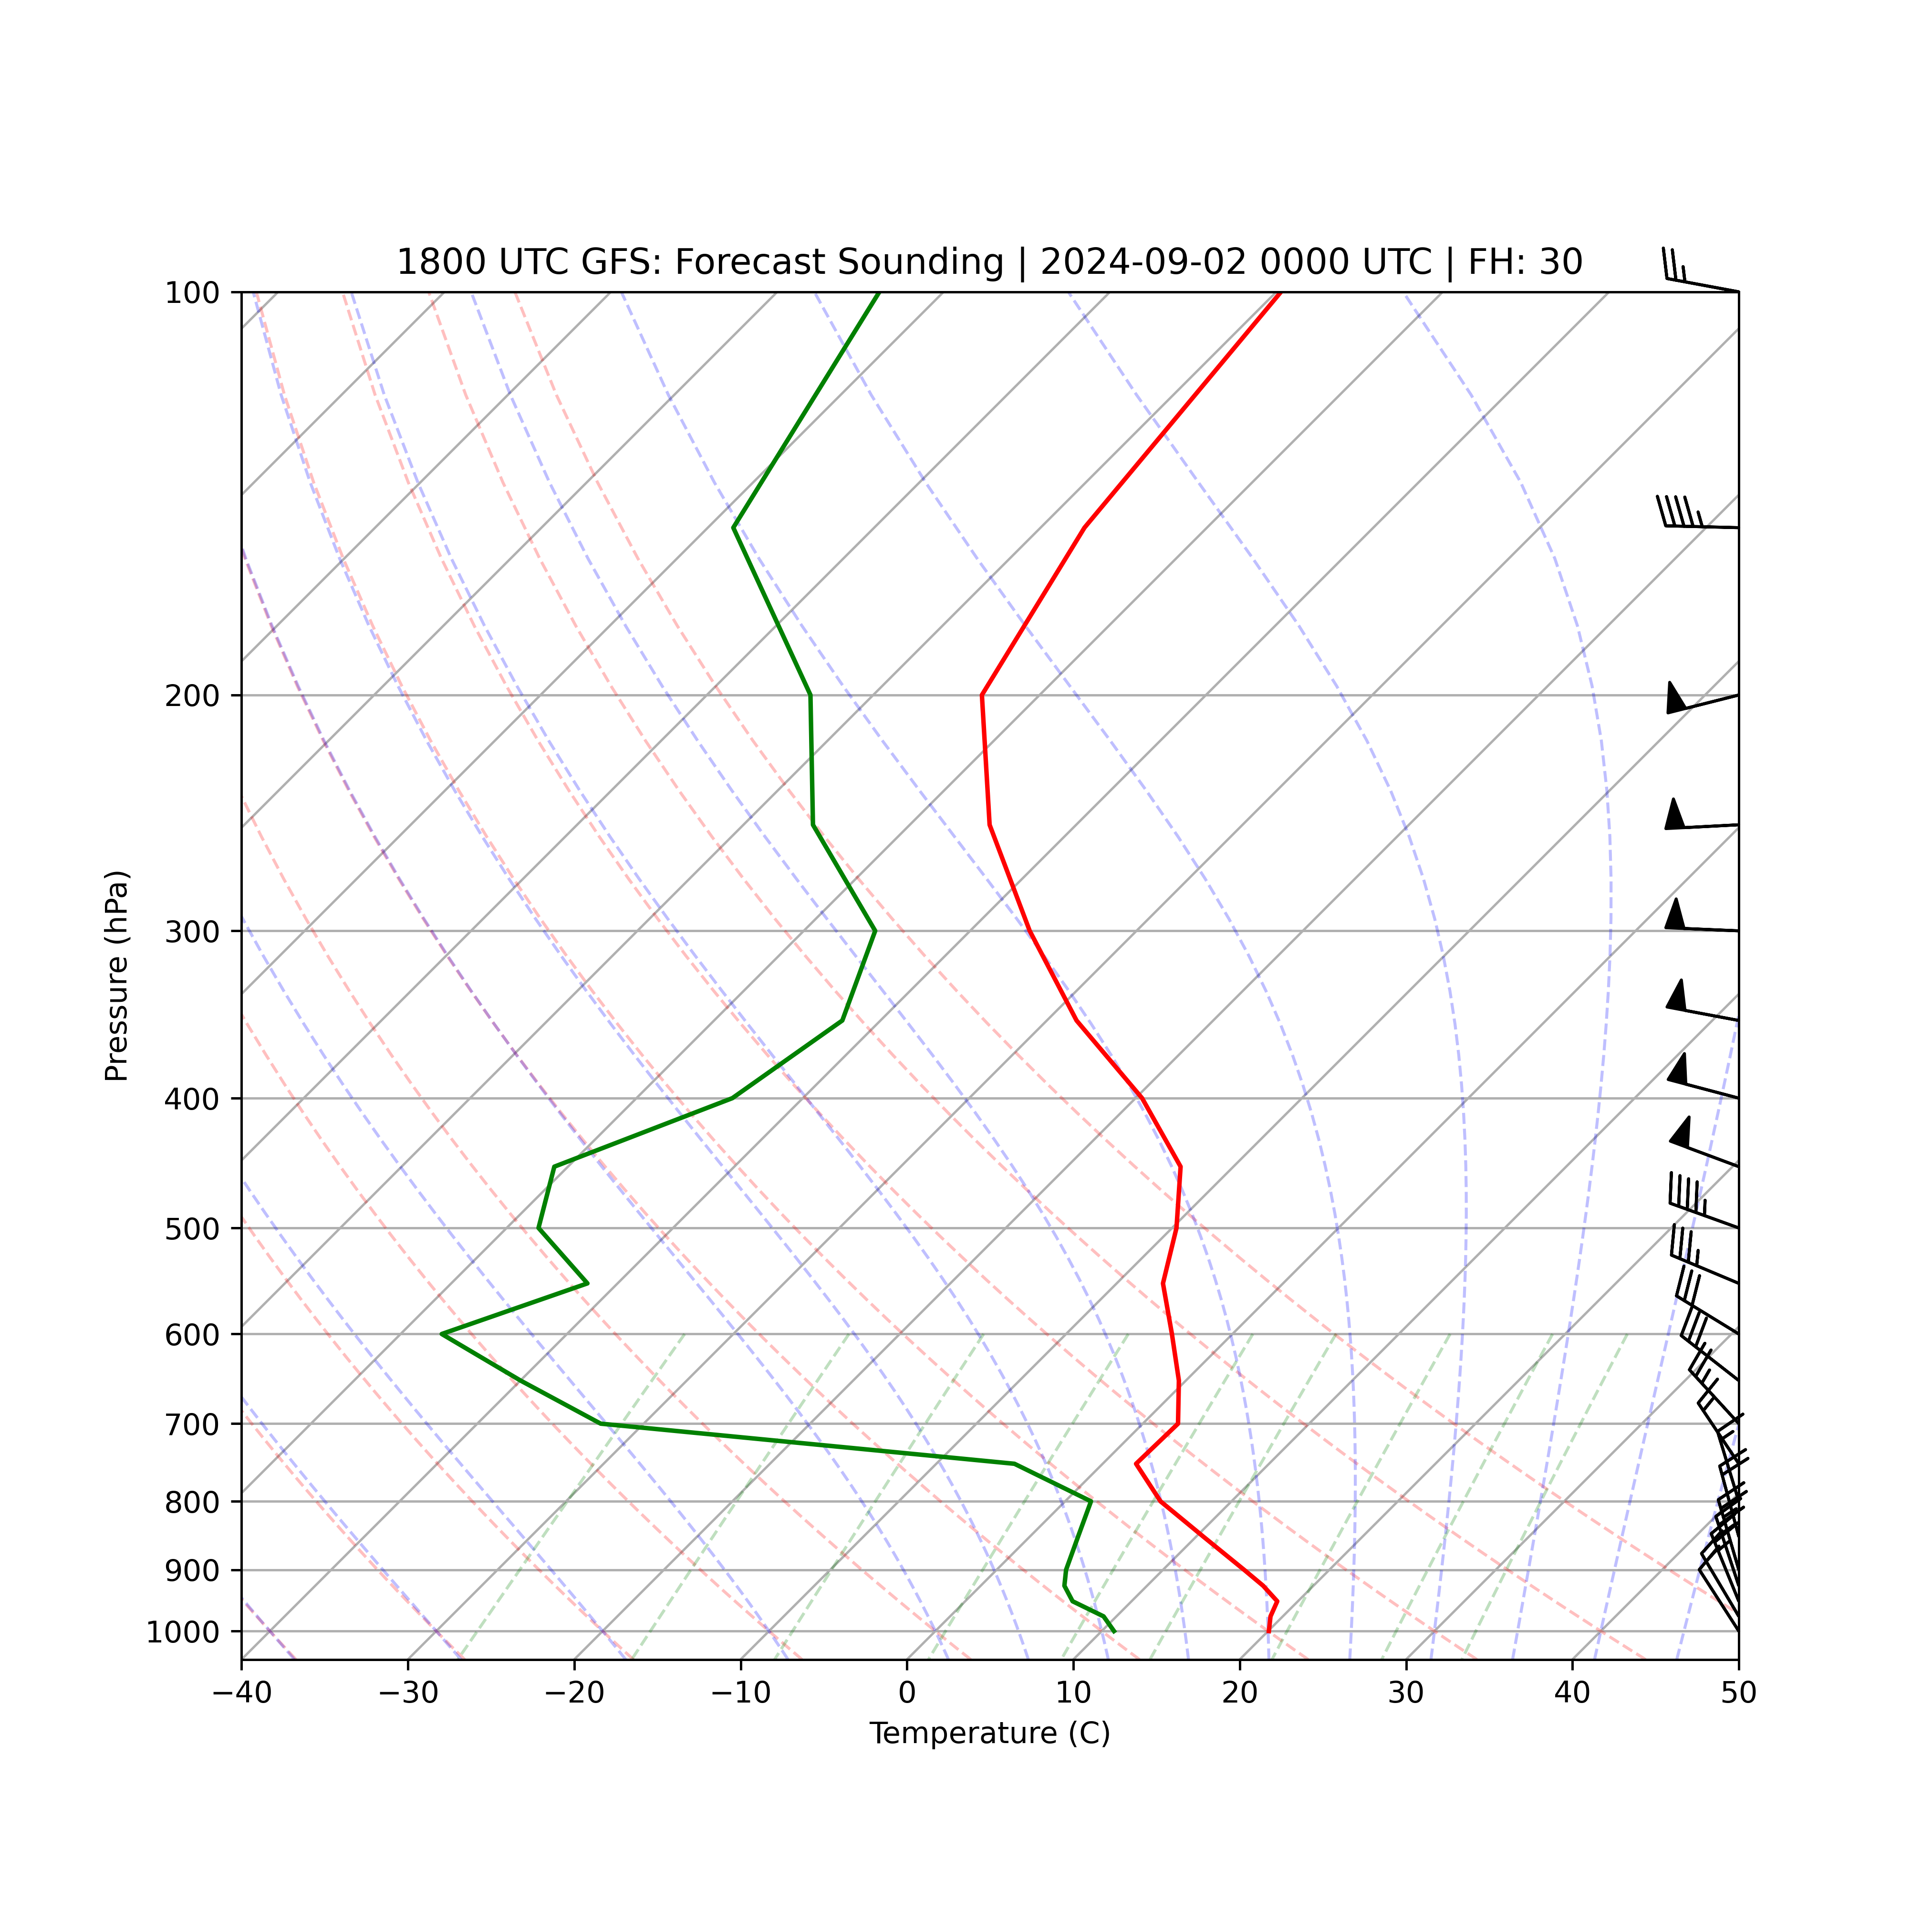 1800 UTC GFS: Forecast Sounding | 2024-09-02 0000 UTC | FH: 30
100
200
300
400
500
600
700
800
900
1000
Pressure (hPa)
−40 −30 −20 −10 0 10 20 30 40 50
Temperature (C)